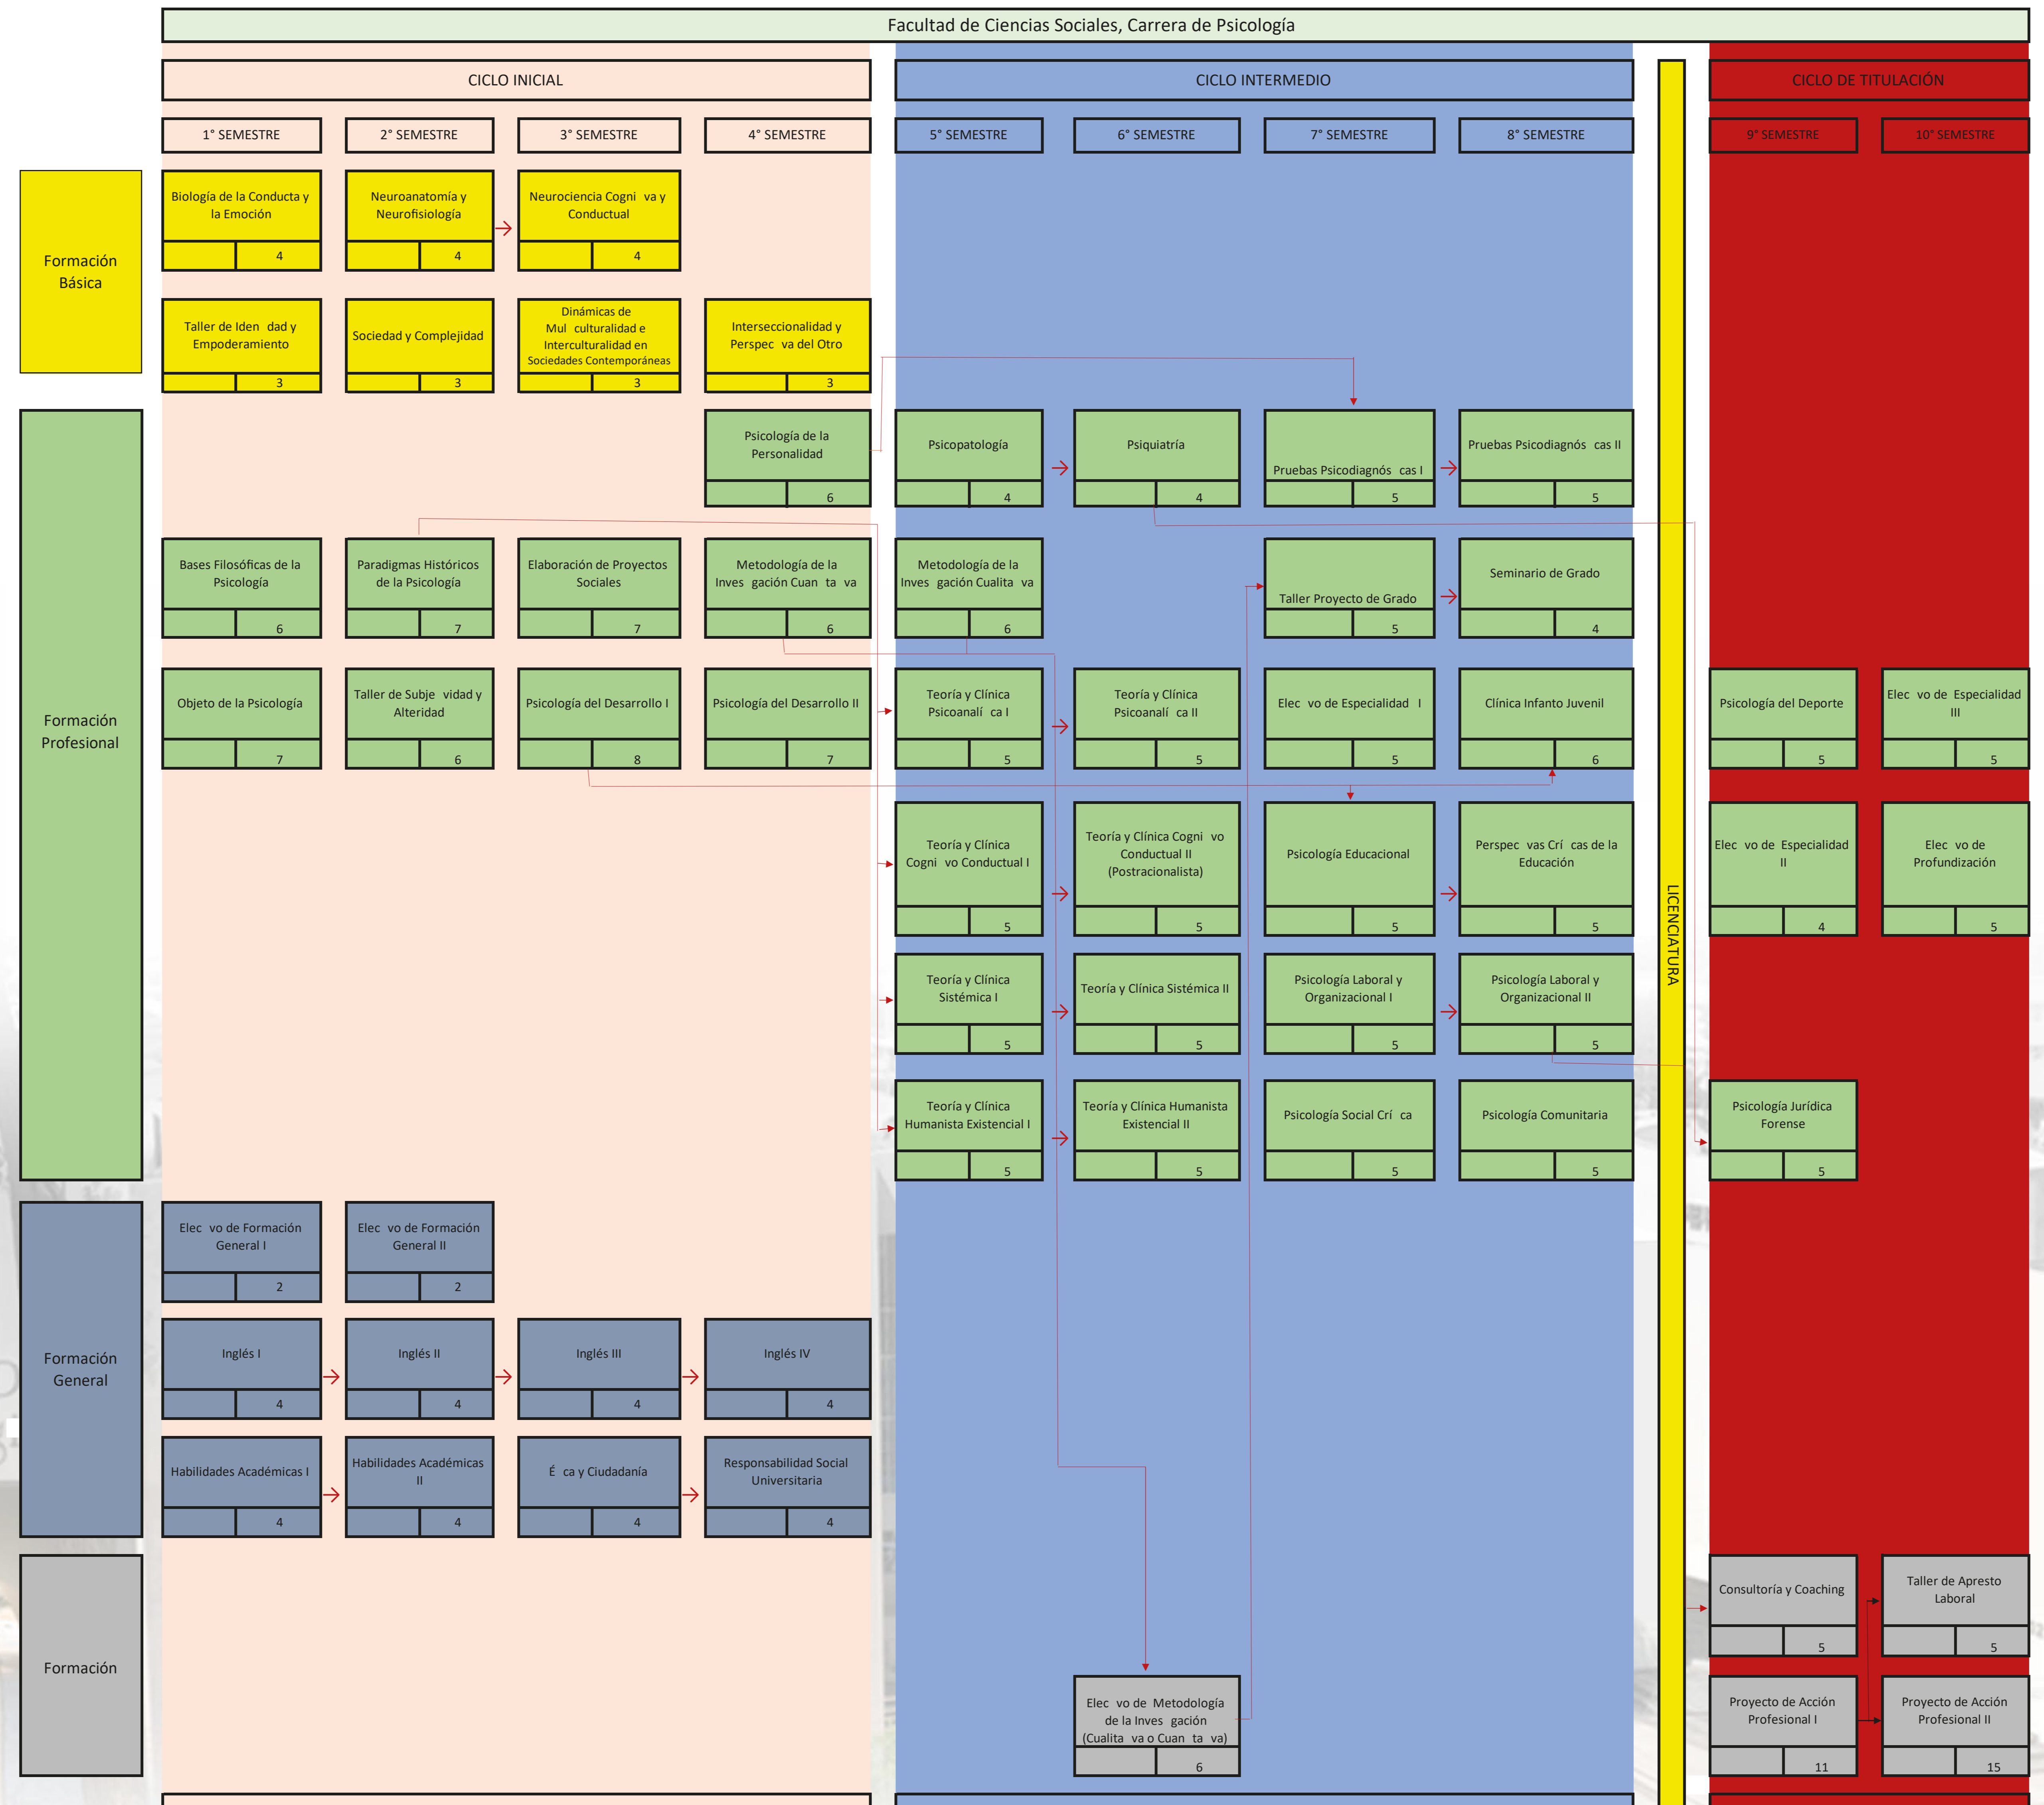 Facultad de Ciencias Sociales, Carrera de Psicología
CICLO INICIAL
CICLO INTERMEDIO
CICLO DE TITULACIÓN
1° SEMESTRE
2° SEMESTRE
3° SEMESTRE
4° SEMESTRE
5° SEMESTRE
6° SEMESTRE
7° SEMESTRE
8° SEMESTRE
9° SEMESTRE
10° SEMESTRE
Formación
Básica
Biología de la Conducta y
la Emoción
4
Neuroanatomía y
Neurofisiología
4
Neurociencia Cogni va y
Conductual
4
Taller de Iden dad y
Empoderamiento
3
Sociedad y Complejidad
3
Dinámicas de
Mul culturalidad e
Interculturalidad en
Sociedades Contemporáneas
3
Interseccionalidad y
Perspec va del Otro
3
Formación
Profesional
Psicología de la
Personalidad
6
Psicopatología
4
Psiquiatría
4
Pruebas Psicodiagnós cas I
5
Pruebas Psicodiagnós cas II
5
Bases Filosóficas de la
Psicología
6
Paradigmas Históricos
de la Psicología
7
Elaboración de Proyectos
Sociales
7
Metodología de la
Inves gación Cuan ta va
6
Metodología de la
Inves gación Cualita va
6
Taller Proyecto de Grado
5
Seminario de Grado
4
Objeto de la Psicología
7
Taller de Subje vidad y
Alteridad
6
Psicología del Desarrollo I
8
Psicología del Desarrollo II
7
Teoría y Clínica
Psicoanalí ca I
5
Teoría y Clínica
Psicoanalí ca II
5
Elec vo de Especialidad I
5
Clínica Infanto Juvenil
6
Psicología del Deporte
5
Elec vo de Especialidad
III
5
Teoría y Clínica
Cogni vo Conductual I
5
Teoría y Clínica Cogni vo
Conductual II
(Postracionalista)
5
Psicología Educacional
5
Perspec vas Crí cas de la
Educación
5
LICENCIATURA
Elec vo de Especialidad
II
4
Elec vo de
Profundización
5
Teoría y Clínica
Sistémica I
5
Teoría y Clínica Sistémica II
5
Psicología Laboral y
Organizacional I
5
Psicología Laboral y
Organizacional II
5
Teoría y Clínica
Humanista Existencial I
5
Teoría y Clínica Humanista
Existencial II
5
Psicología Social Crí ca
5
Psicología Comunitaria
5
Psicología Jurídica
Forense
5
Formación
General
Elec vo de Formación
General I
2
Elec vo de Formación
General II
2
Inglés I
4
Inglés II
4
Inglés III
4
Inglés IV
4
Habilidades Académicas I
4
Habilidades Académicas
II
4
É ca y Ciudadanía
4
Responsabilidad Social
Universitaria
4
Formación
Consultoría y Coaching
5
Taller de Apresto
Laboral
5
Elec vo de Metodología
de la Inves gación
(Cualita va o Cuan ta va)
6
Proyecto de Acción
Profesional I
11
Proyecto de Acción
Profesional II
15